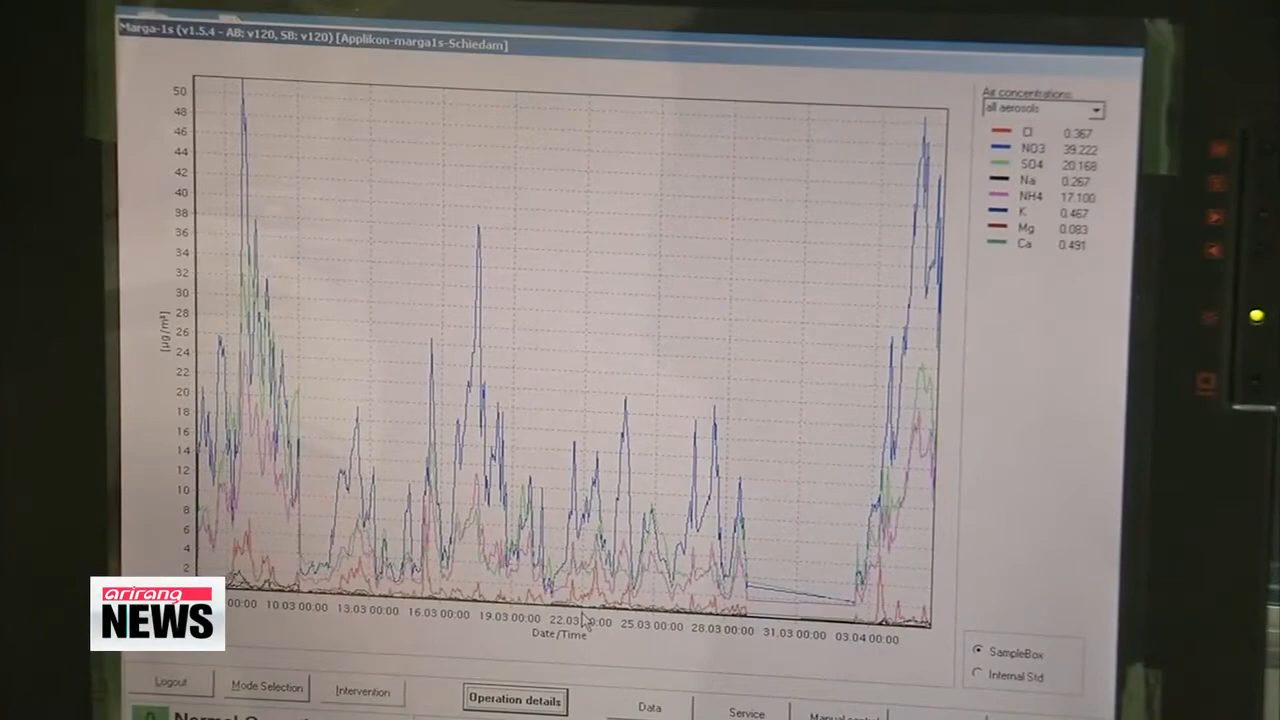 Marga-1s (v1.5.4 - AB: v120, SB: v120) [Applikon-marga1s-Schiedam]
Air concentrations:
all aerosols
Cl 0.367
NO3 39.222
SO4 20.168
Na 0.267
NH4 17.100
K 0.467
Mg 0.083
Ca 0.491
50
48
46
44
42
40
38
36
34
32
30
28
26
24
22
20
18
16
14
12
10
8
6
4
2
[µg/m³]
00:00 10.03 00:00 13.03 00:00 16.03 00:00 19.03 00:00 22.03 00:00 25.03 00:00 28.03 00:00 31.03 00:00 03.04 00:00
Date/Time
SampleBox
Internal Std
arirang
NEWS
Logout Mode Selection Intervention Operation details Data Service Manual
Normal